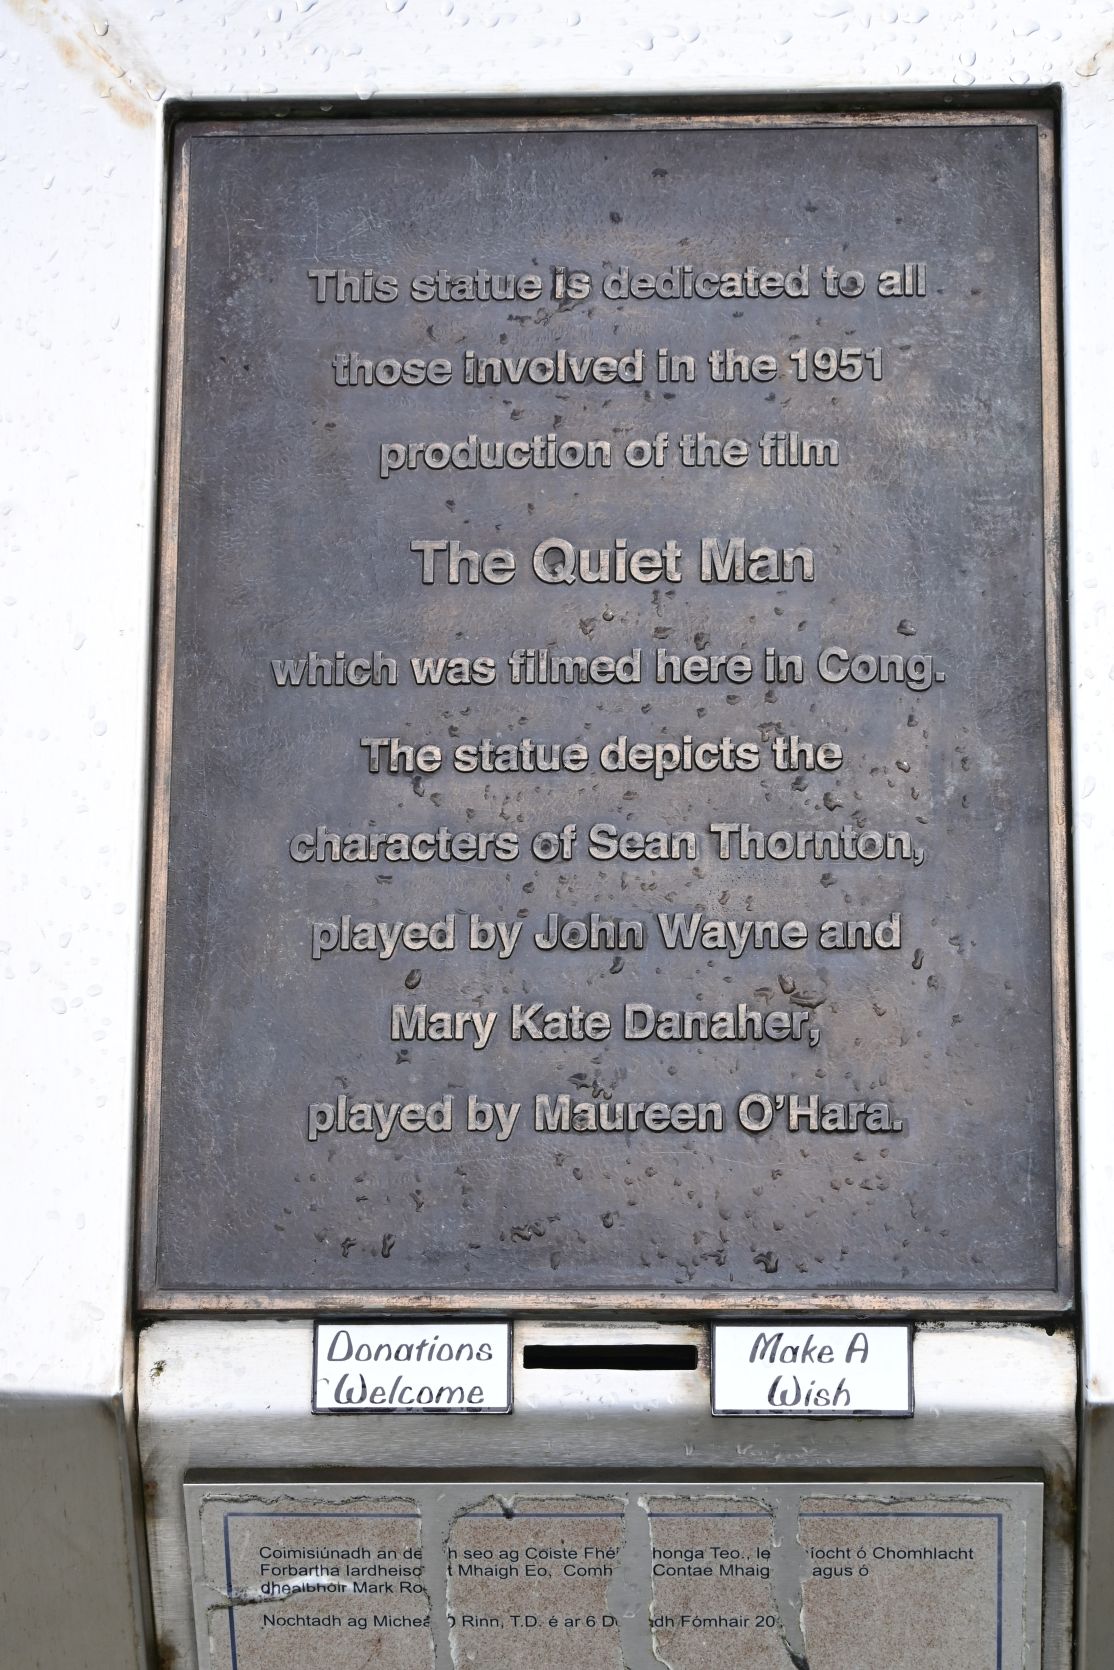 This statue is dedicated to all
those involved in the 1951
production of the film
The Quiet Man
which was filmed here in Cong.
The statue depicts the
characters of Sean Thornton,
played by John Wayne and
Mary Kate Danaher,
played by Maureen O'Hara.
Donations
Welcome
Make A
Wish
Coimisiúnadh an seo ag Coiste Teo., ó Chomhlacht
Forbartha Mhaigh Eo, Contae agus ó
dhealbhóir Mark
Nochtadh ag Rinn, T.D. é ar 6 Fómhair